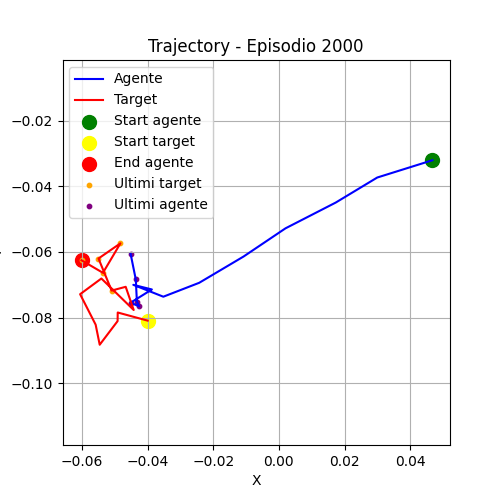 Trajectory - Episodio 2000
Agente
Target
Start agente
Start target
End agente
Ultimi target
Ultimi agente
−0.02
−0.04
−0.06
−0.08
−0.10
−0.06 −0.04 −0.02 0.00 0.02 0.04
X